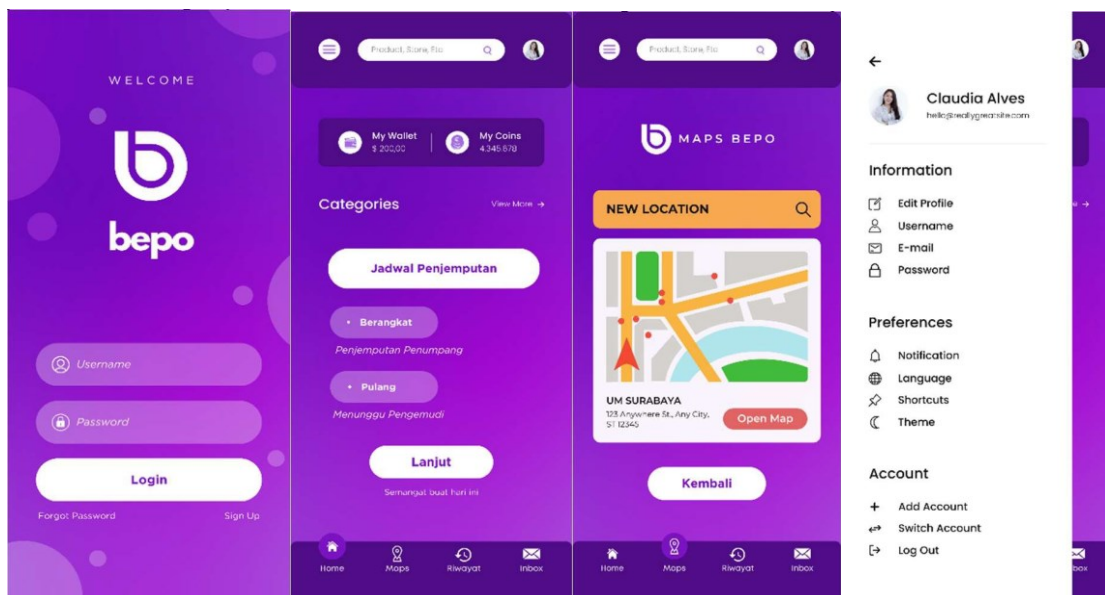 WELCOME
bepo
Username
Password
Login
Forgot Password
Sign Up
Product, Store, Etc
My Wallet
$ 200,00
My Coins
4.345.678
Categories
View More →
Jadwal Penjemputan
• Berangkat
Penjemputan Penumpang
• Pulang
Menunggu Pengemudi
Lanjut
Semangat buat hari ini
Home
Maps
Riwayat
Inbox
Product, Store, Etc
MAPS BEPO
NEW LOCATION
UM SURABAYA
123 Anywhere St., Any City,
ST 12345
Open Map
Kembali
Home
Maps
Riwayat
Inbox
Claudia Alves
hello@reallygreatsite.com
Information
Edit Profile
Username
E-mail
Password
Preferences
Notification
Language
Shortcuts
Theme
Account
Add Account
Switch Account
Log Out